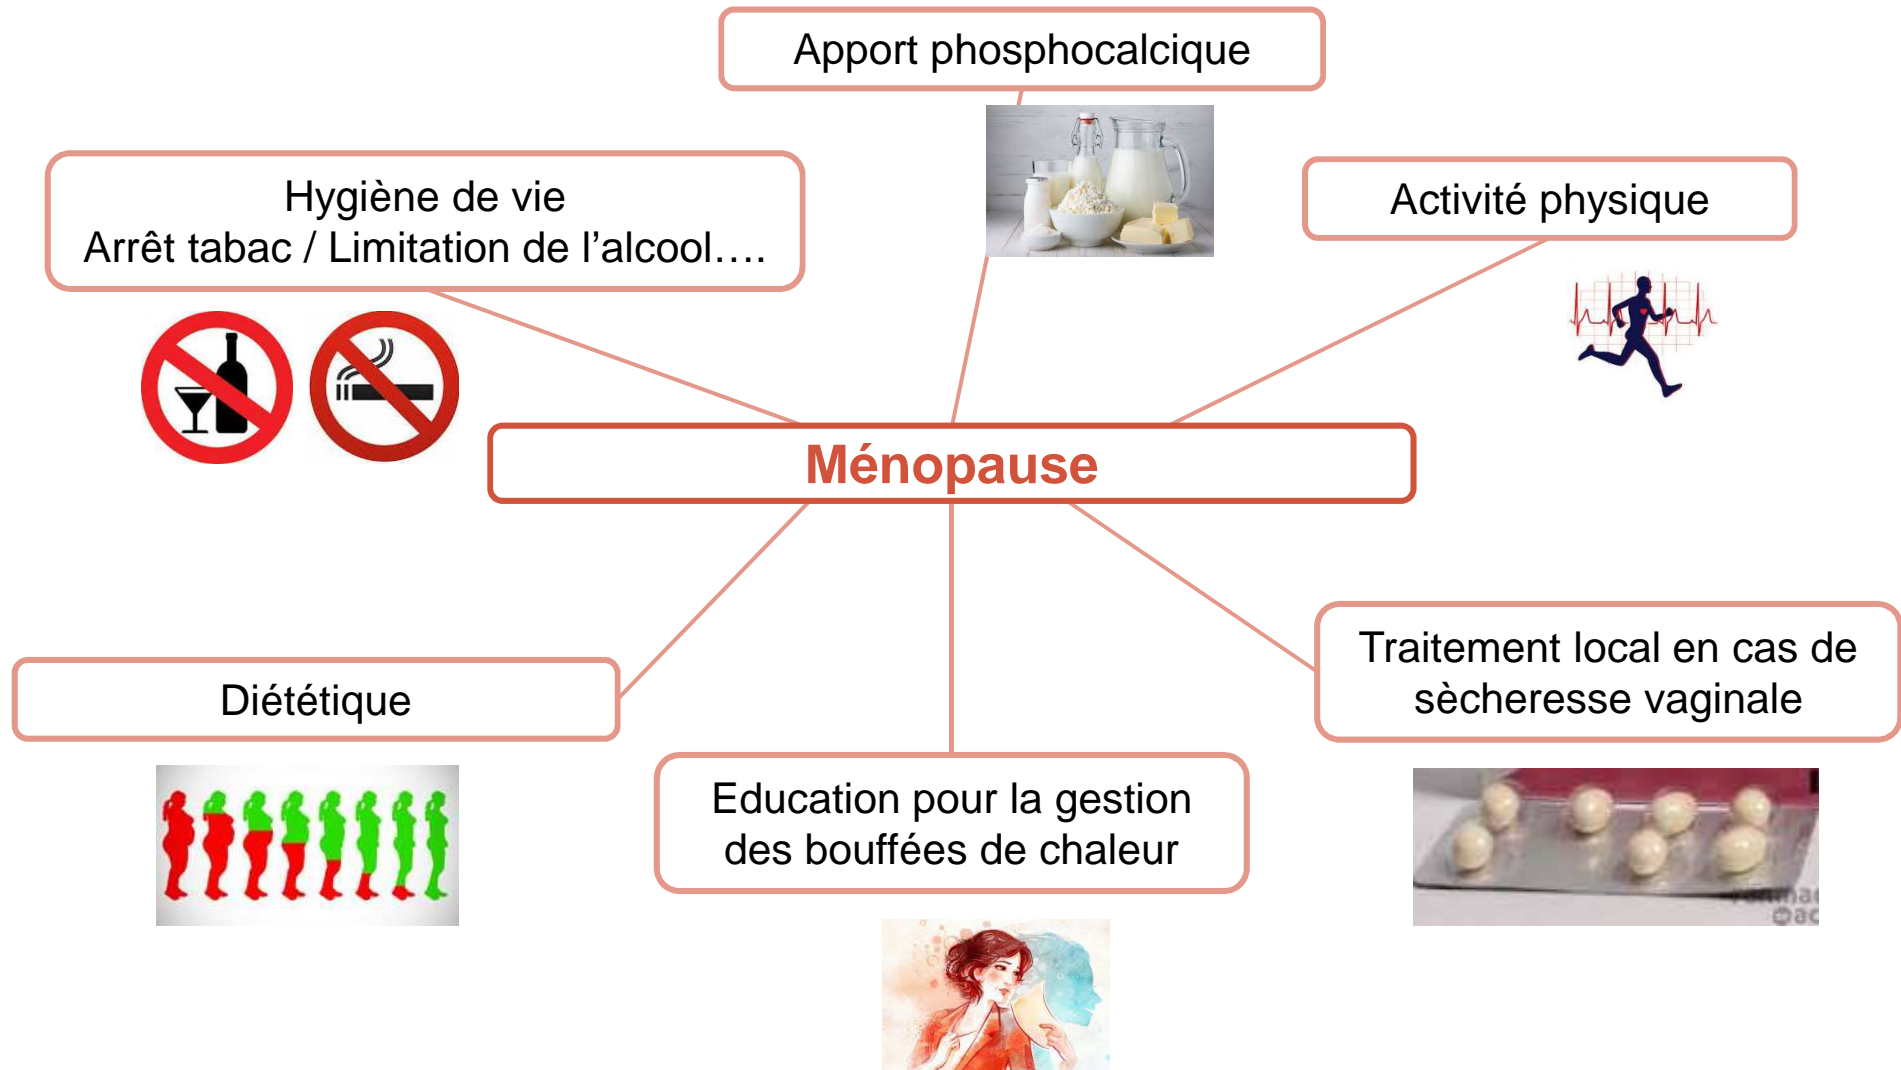 Apport phosphocalcique
Hygiène de vie
Arrêt tabac / Limitation de l’alcool….
Activité physique
Ménopause
Diététique
Education pour la gestion
des bouffées de chaleur
Traitement local en cas de
sècheresse vaginale